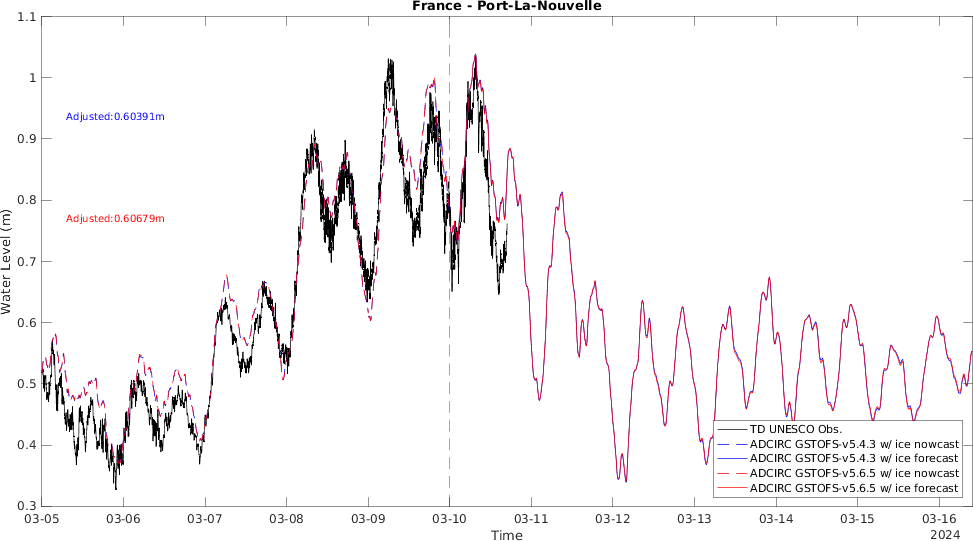 France - Port-La-Nouvelle
1.1
1
0.9
0.8
0.7
0.6
0.5
0.4
0.3
Water Level (m)
Adjusted:0.60391m
Adjusted:0.60679m
TD UNESCO Obs.
ADCIRC GSTOFS-v5.4.3 w/ ice nowcast
ADCIRC GSTOFS-v5.4.3 w/ ice forecast
ADCIRC GSTOFS-v5.6.5 w/ ice nowcast
ADCIRC GSTOFS-v5.6.5 w/ ice forecast
03-05 03-06 03-07 03-08 03-09 03-10 03-11 03-12 03-13 03-14 03-15 03-16
Time
2024